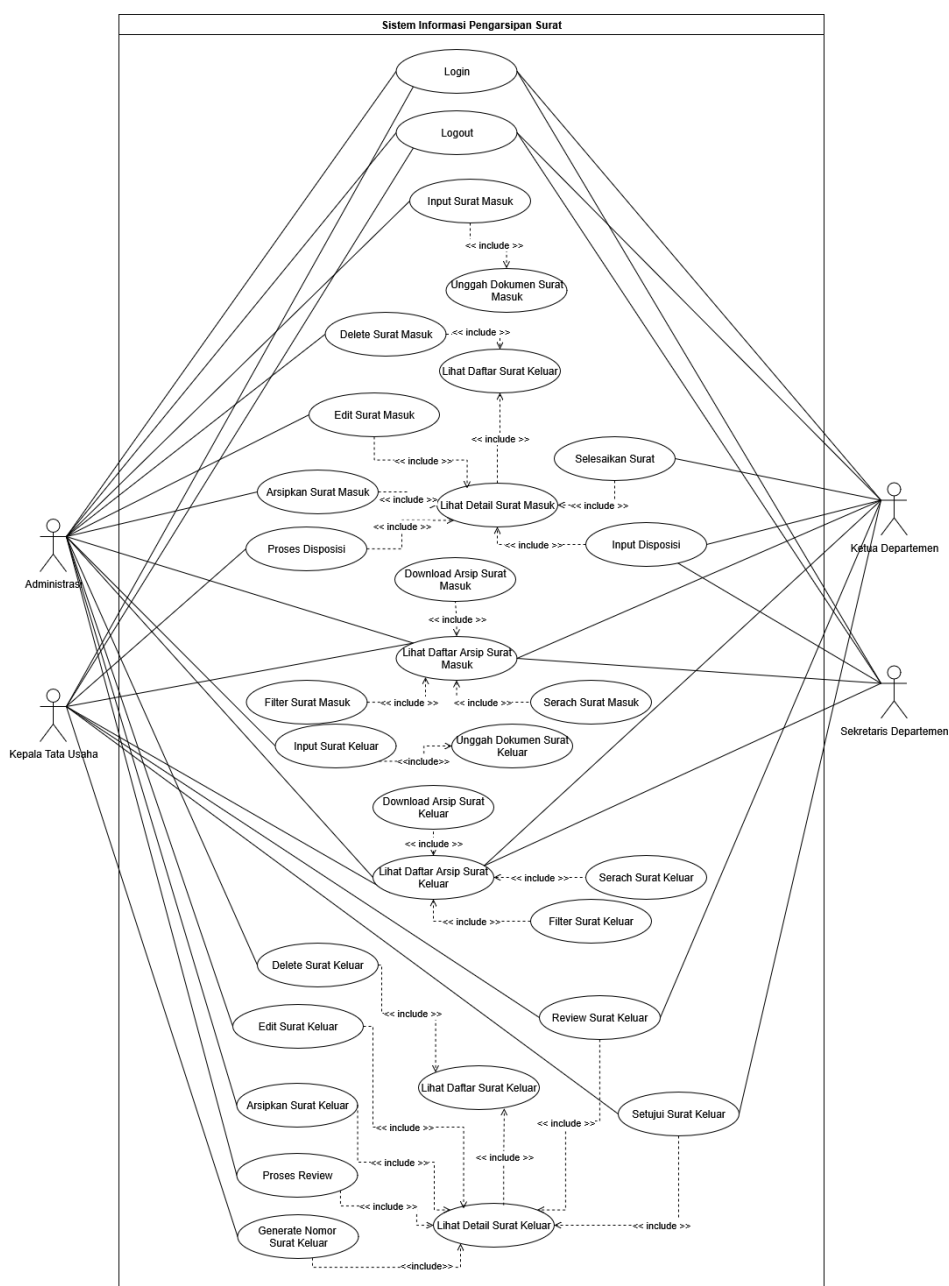 Sistem Informasi Pengarsipan Surat
Login
Logout
Input Surat Masuk
<< include >>
Unggah Dokumen Surat
Masuk
Delete Surat Masuk
<< include >>
Lihat Daftar Surat Keluar
Edit Surat Masuk
<< include >>
<< include >>
Selesaikan Surat
Arsipkan Surat Masuk
<< include >>
Lihat Detail Surat Masuk
<< include >>
Proses Disposisi
<< include >>
<< include >>
Input Disposisi
Administrasi
Ketua Departemen
Download Arsip Surat
Masuk
<< include >>
Lihat Daftar Arsip Surat
Masuk
Filter Surat Masuk
<< include >>
<< include >>
Serach Surat Masuk
Kepala Tata Usaha
Sekretaris Departemen
Input Surat Keluar
<<include>>
Unggah Dokumen Surat
Keluar
Download Arsip Surat
Keluar
<< include >>
Lihat Daftar Arsip Surat
Keluar
<< include >>
Serach Surat Keluar
<< include >>
Filter Surat Keluar
Delete Surat Keluar
<< include >>
Edit Surat Keluar
Review Surat Keluar
Lihat Daftar Surat Keluar
Arsipkan Surat Keluar
Setujui Surat Keluar
<< include >>
<< include >>
<< include >>
<< include >>
Proses Review
<< include >>
Lihat Detail Surat Keluar
<< include >>
Generate Nomor
Surat Keluar
<<include>>